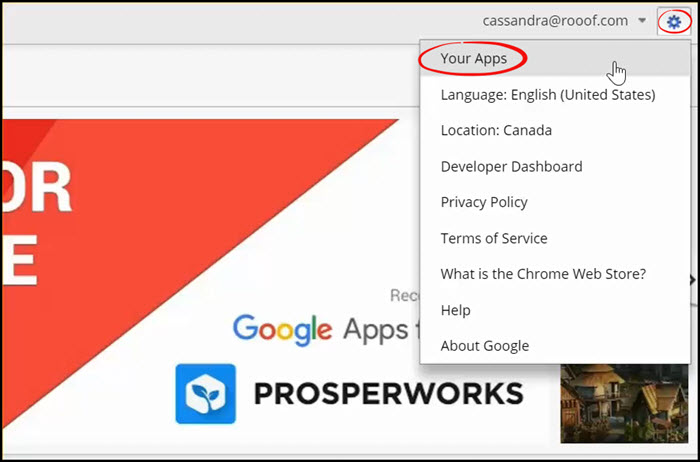 cassandra@rooof.com
Your Apps
Language: English (United States)
Location: Canada
Developer Dashboard
Privacy Policy
Terms of Service
What is the Chrome Web Store?
Help
About Google
OR
E
Google Apps
PROSPERWORKS